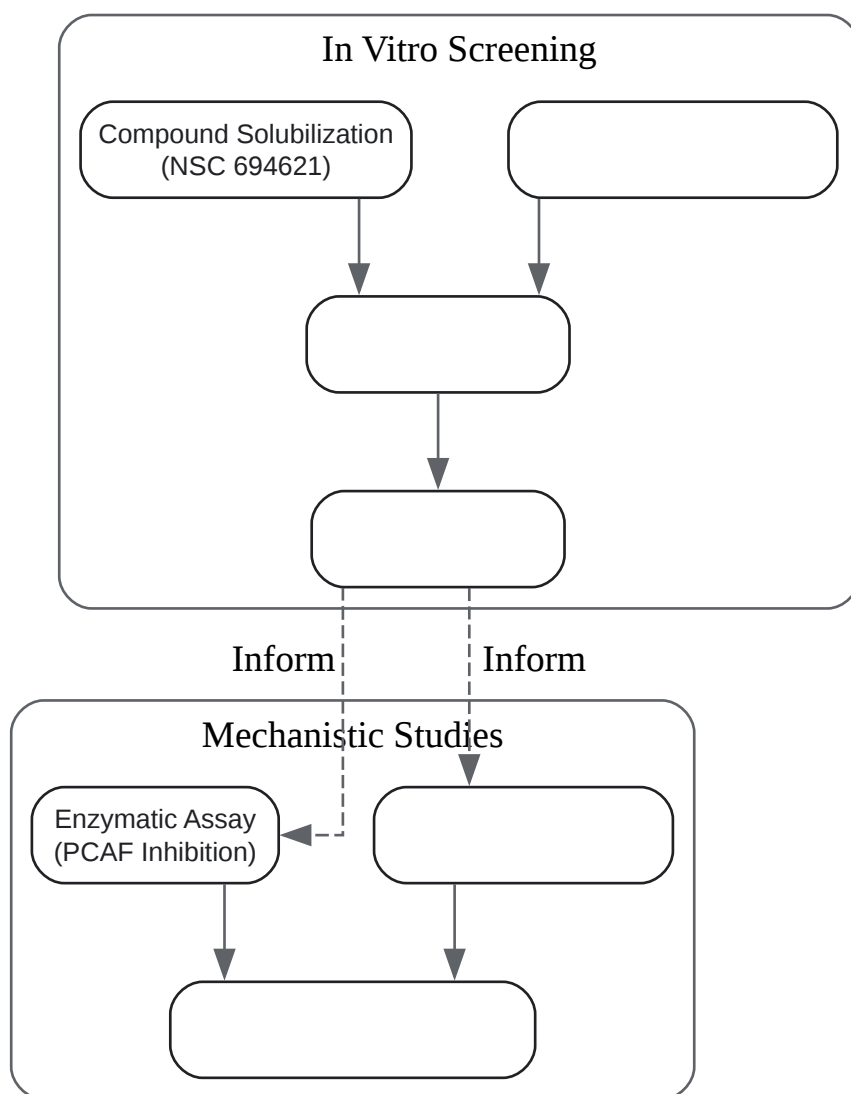 In Vitro Screening
Compound Solubilization
(NSC 694621)
Inform
Inform
Mechanistic Studies
Enzymatic Assay
(PCAF Inhibition)